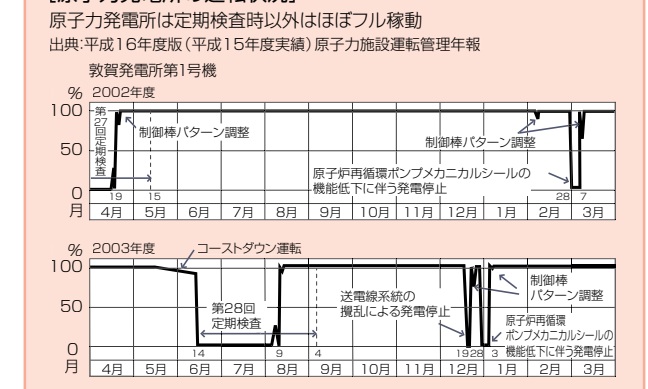 原子力発電所は定期検査時以外はほぼフル稼動
出典:平成16年度版(平成15年度実績)原子力施設運転管理年報
敦賀発電所第1号機
% 2002年度
100
50
0
月
第27回定期検査
制御棒パターン調整
制御棒パターン調整
原子炉再循環ポンプメカニカルシールの
機能低下に伴う発電停止
19 15 28 7
4月 5月 6月 7月 8月 9月 10月 11月 12月 1月 2月 3月
% 2003年度
コーストダウン運転
100
50
0
月
第28回
定期検査
送電線系統の
擾乱による発電停止
制御棒
パターン調整
原子炉再循環
ポンプメカニカルシールの
機能低下に伴う発電停止
14 9 4 19 28 3
4月 5月 6月 7月 8月 9月 10月 11月 12月 1月 2月 3月